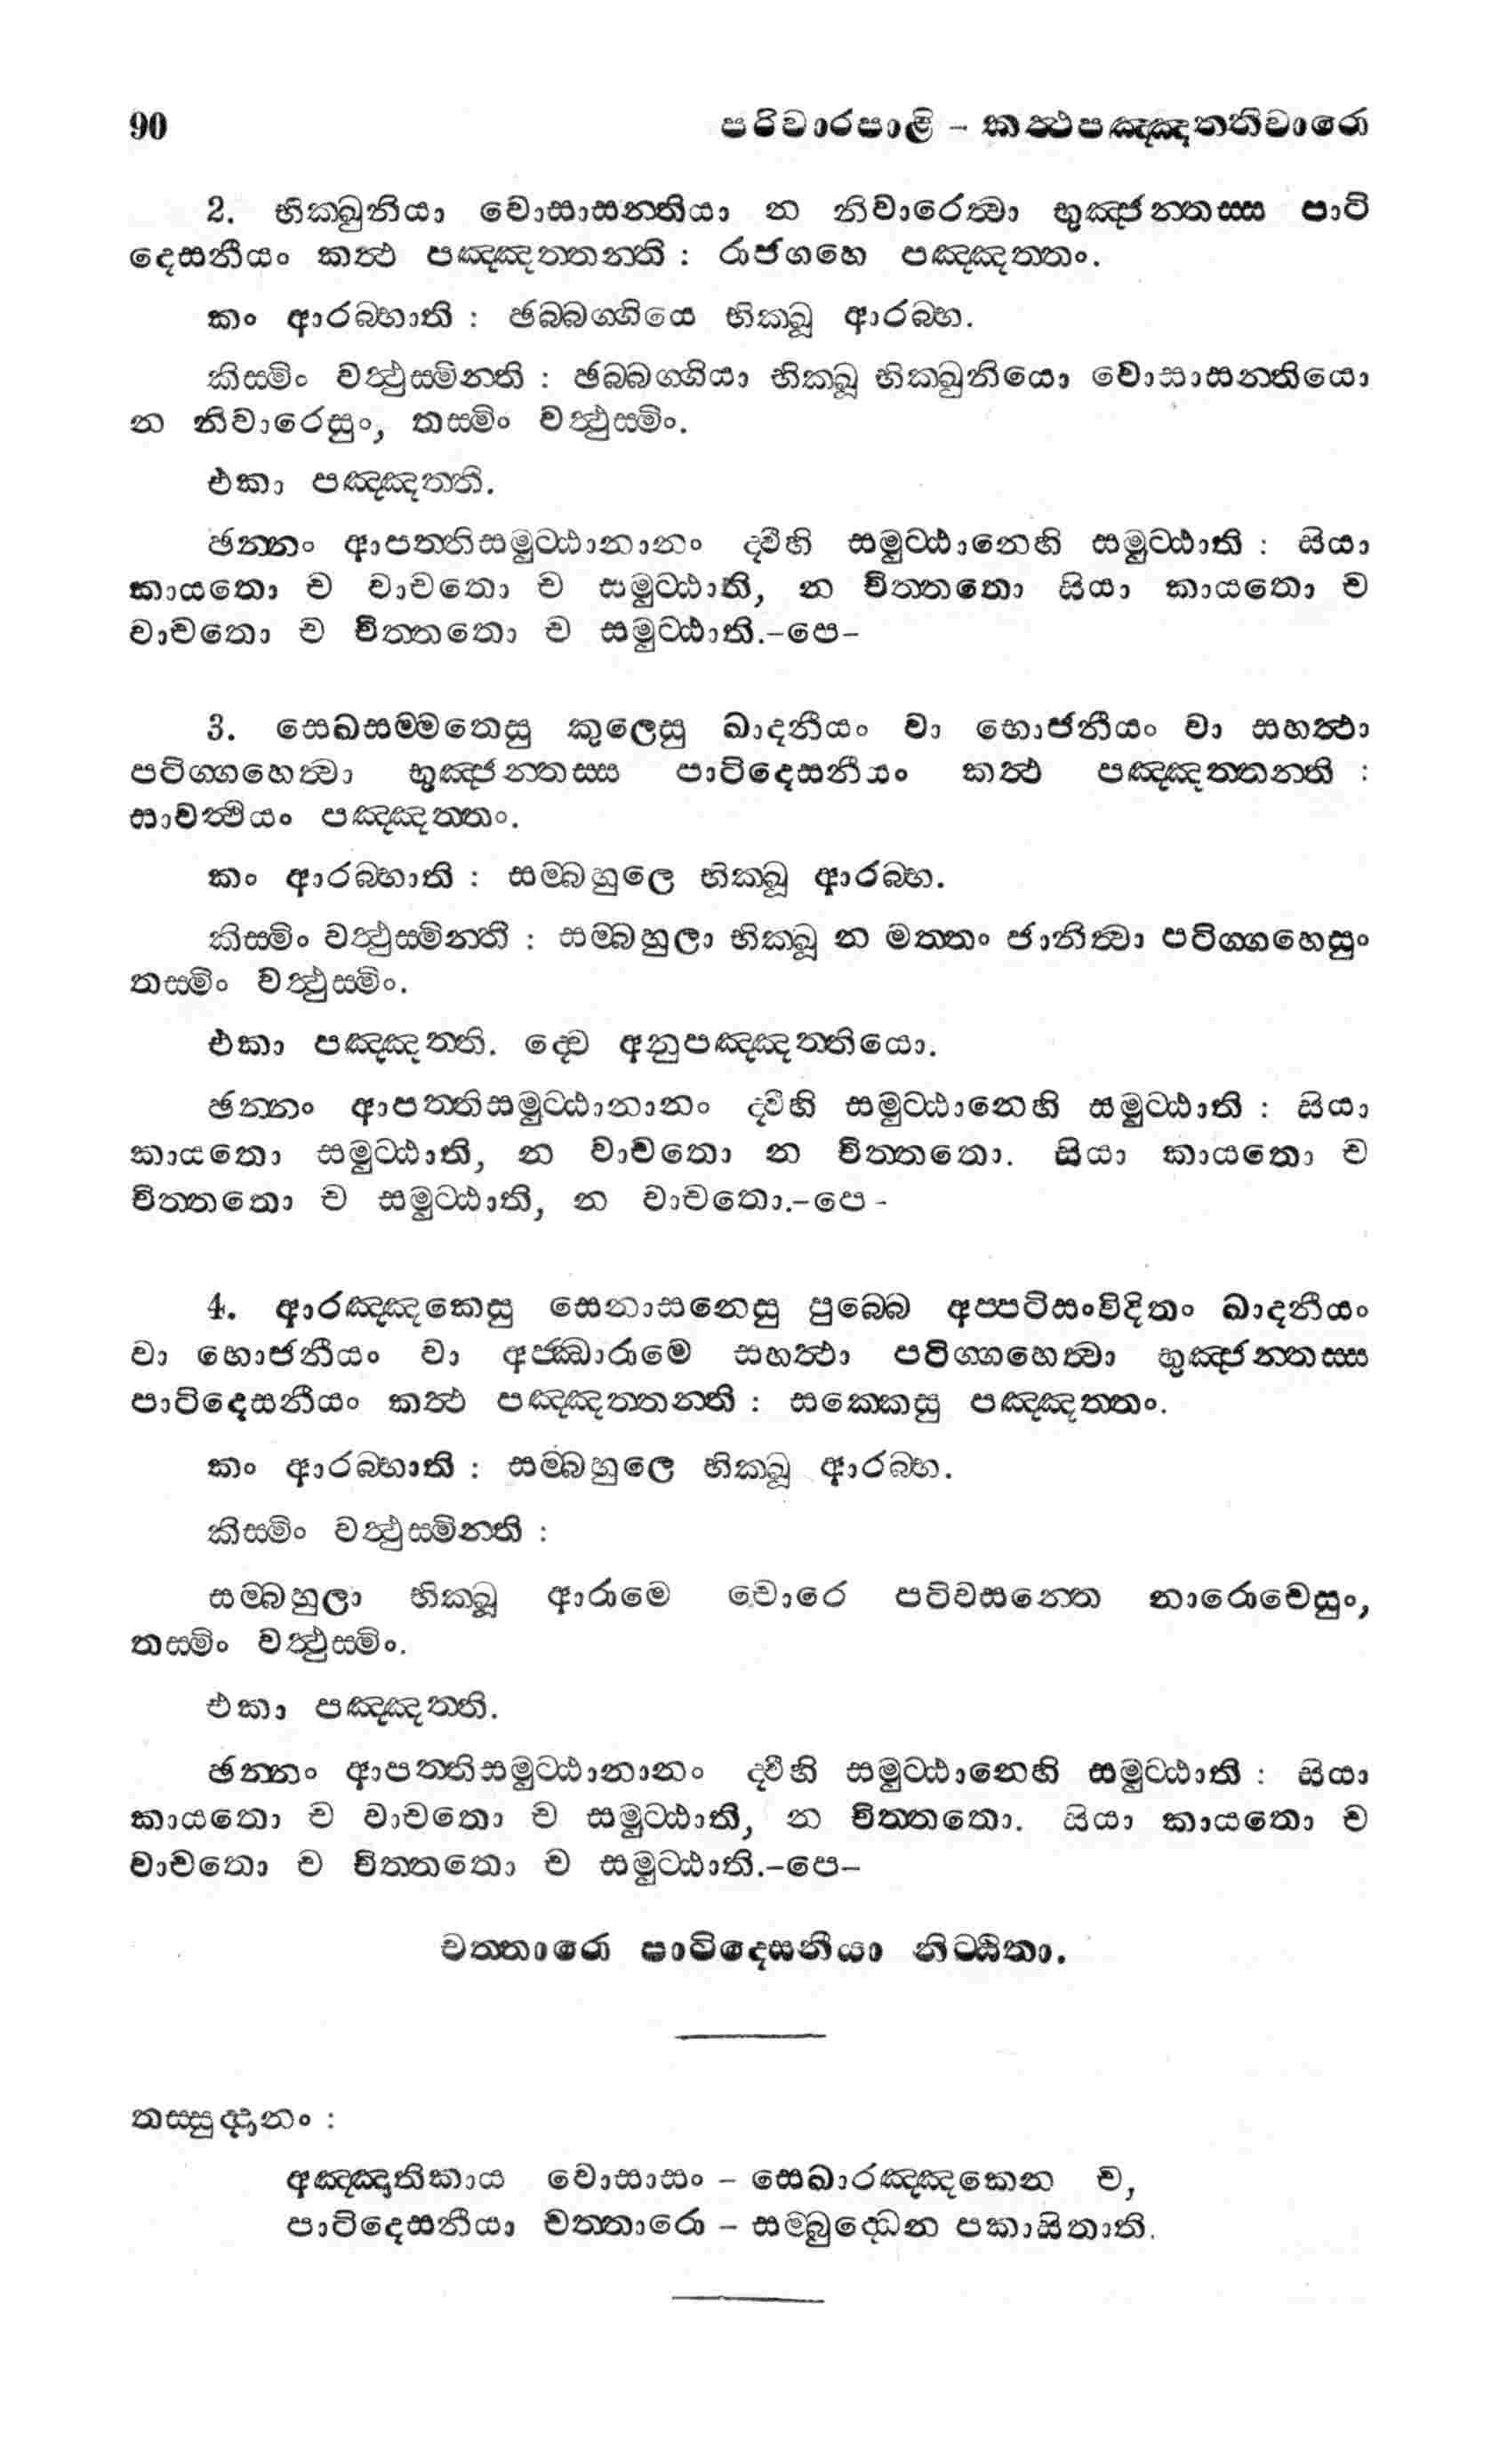 90 පරිවාරපාළි - කත්‍ථපඤ්ඤත්තිවාරො
2. භික්ඛුනියා වොසාසන්තියා න නිවාරෙත්‍වා භුඤ්ජන්තස්ස පාටි
දෙසනීයං කත්‍ථ පඤ්ඤත්තන්ති : රාජගහෙ පඤ්ඤත්තං.
කං ආරබ්භාති : ඡබ්බග්ගියෙ භික්ඛූ ආරබ්භ.
කිස්මිං වත්‍ථුස්මින්ති : ඡබ්බග්ගියා භික්ඛූ භික්ඛුනියො වොසාසන්තියො
න නිවාරෙසුං, තස්මිං වත්‍ථුස්මිං.
එකා පඤ්ඤත්ති.
ඡන්නං ආපත්තිසමුට්ඨානානං ද්වීහි සමුට්ඨානෙහි සමුට්ඨාති : සියා
කායතො ච වාචතො ච සමුට්ඨාති, න චිත්තතො සියා කායතො ච
වාචතො ච චිත්තතො ච සමුට්ඨාති.-පෙ-
3. සෙඛසම්මතෙසු කුලෙසු ඛාදනීයං වා භොජනීයං වා සහත්‍ථා
පටිග්ගහෙත්‍වා භුඤ්ජන්තස්ස පාටිදෙසනීයං කත්‍ථ පඤ්ඤත්තන්ති :
සාවත්‍ථියං පඤ්ඤත්තං.
කං ආරබ්භාති : සම්බහුලෙ භික්ඛූ ආරබ්භ.
කිස්මිං වත්‍ථුස්මින්ති : සම්බහුලා භික්ඛූ න මත්තං ජානිත්‍වා පටිග්ගහෙසුං
තස්මිං වත්‍ථුස්මිං.
එකා පඤ්ඤත්ති. ද්වෙ අනුපඤ්ඤත්තියො.
ඡන්නං ආපත්තිසමුට්ඨානානං ද්වීහි සමුට්ඨානෙහි සමුට්ඨාති : සියා
කායතො සමුට්ඨාති, න වාචතො න චිත්තතො. සියා කායතො ච
චිත්තතො ච සමුට්ඨාති, න වාචතො.-පෙ-
4. ආරඤ්ඤකෙසු සෙනාසනෙසු පුබ්බෙ අප්පටිසංවිදිතං ඛාදනීයං
වා භොජනීයං වා අජ්ඣාරාමෙ සහත්‍ථා පටිග්ගහෙත්‍වා භුඤ්ජන්තස්ස
පාටිදෙසනීයං කත්‍ථ පඤ්ඤත්තන්ති : සක්කෙසු පඤ්ඤත්තං.
කං ආරබ්භාති : සම්බහුලෙ භික්ඛූ ආරබ්භ.
කිස්මිං වත්‍ථුස්මින්ති :
සම්බහුලා භික්ඛූ ආරාමෙ චොරෙ පටිවසන්තෙ නාරොචෙසුං,
තස්මිං වත්‍ථුස්මිං.
එකා පඤ්ඤත්ති.
ඡන්නං ආපත්තිසමුට්ඨානානං ද්වීහි සමුට්ඨානෙහි සමුට්ඨාති : සියා
කායතො ච වාචතො ච සමුට්ඨාති, න චිත්තතො. සියා කායතො ච
වාචතො ච චිත්තතො ච සමුට්ඨාති.-පෙ-
චත්තාරො පාටිදෙසනීයා නිට්ඨිතා.
තස්සුද්දානං :
අඤ්ඤාතිකාය වොසාසං - සෙඛාරඤ්ඤකෙන ච,
පාටිදෙසනීයා චත්තාරො - සම්බුද්ධෙන පකාසිතාති.